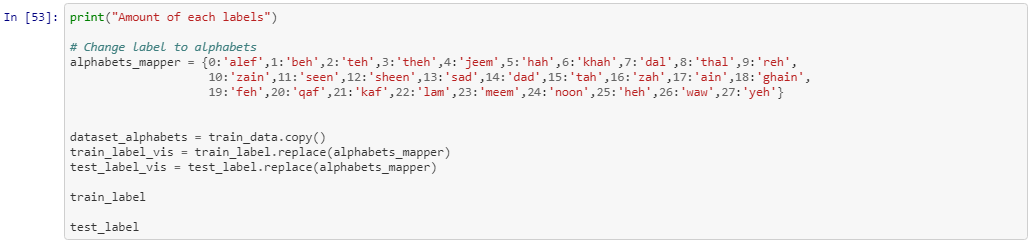 In [53]: print("Amount of each labels")
# Change label to alphabets
alphabets_mapper = {0:'alef',1:'beh',2:'teh',3:'theh',4:'jeem',5:'hah',6:'khah',7:'dal',8:'thal',9:'reh',
10:'zain',11:'seen',12:'sheen',13:'sad',14:'dad',15:'tah',16:'zah',17:'ain',18:'ghain',
19:'feh',20:'qaf',21:'kaf',22:'lam',23:'meem',24:'noon',25:'heh',26:'waw',27:'yeh'}
dataset_alphabets = train_data.copy()
train_label_vis = train_label.replace(alphabets_mapper)
test_label_vis = test_label.replace(alphabets_mapper)
train_label
test_label